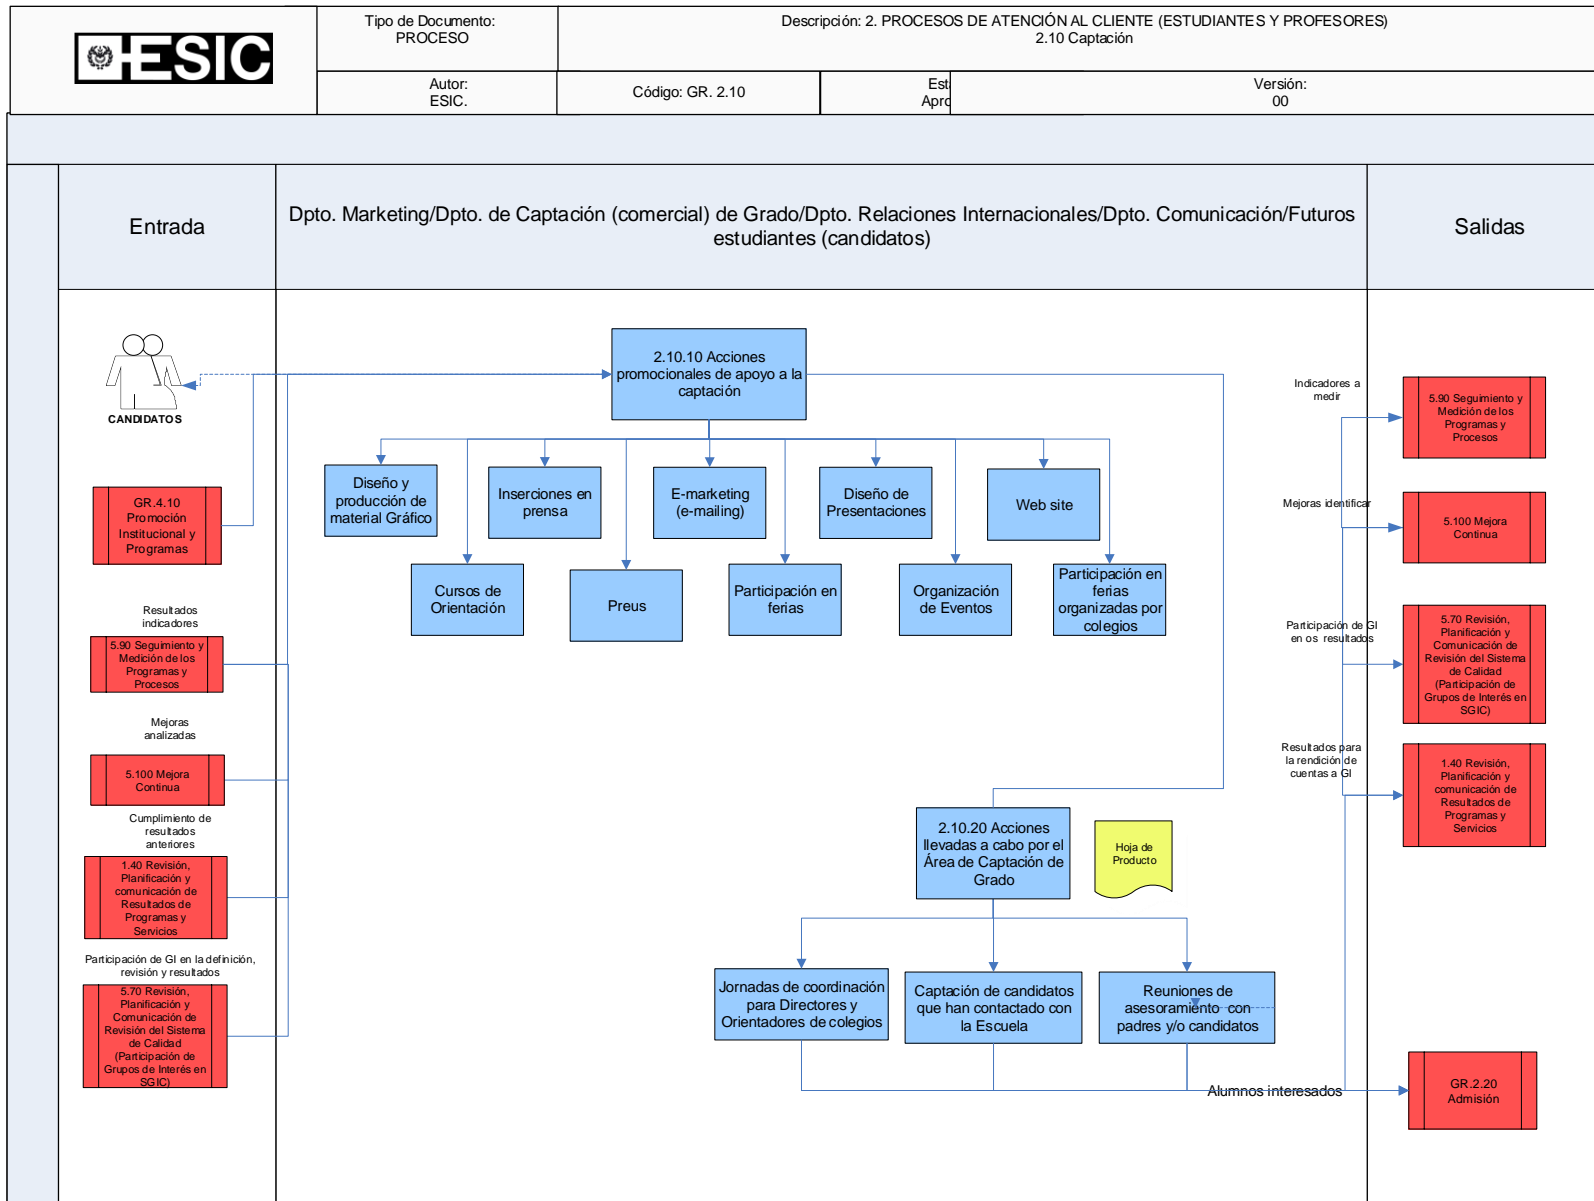 ESIC
Tipo de Documento:
PROCESO
Descripción: 2. PROCESOS DE ATENCIÓN AL CLIENTE (ESTUDIANTES Y PROFESORES)
2.10 Captación
Autor:
ESIC.
Código: GR. 2.10
Est
Apro
Versión:
00
Entrada
Dpto. Marketing/Dpto. de Captación (comercial) de Grado/Dpto. Relaciones Internacionales/Dpto. Comunicación/Futuros
estudiantes (candidatos)
Salidas
CANDIDATOS
GR.4.10
Promoción
Institucional y
Programas
Resultados
indicadores
5.90 Seguimiento y
Medición de los
Programas y
Procesos
Mejoras
analizadas
5.100 Mejora
Continua
Cumplimiento de
resultados
anteriores
1.40 Revisión,
Planificación y
comunicación de
Resultados de
Programas y
Servicios
Participación de GI en la definición,
revisión y resultados
5.70 Revisión,
Planificación y
Comunicación de
Revisión del Sistema
de Calidad
(Participación de
Grupos de Interés en
SGIC)
2.10.10 Acciones
promocionales de apoyo a la
captación
Diseño y
producción de
material Gráfico
Inserciones en
prensa
E-marketing
(e-mailing)
Diseño de
Presentaciones
Web site
Cursos de
Orientación
Preus
Participación en
ferias
Organización
de Eventos
Participación en
ferias
organizadas por
colegios
2.10.20 Acciones
llevadas a cabo por el
Área de Captación de
Grado
Hoja de
Producto
Jornadas de coordinación
para Directores y
Orientadores de colegios
Captación de candidatos
que han contactado con
la Escuela
Reuniones de
asesoramiento con
padres y/o candidatos
Alumnos interesados
Indicadores a
medir
5.90 Seguimiento y
Medición de los
Programas y
Procesos
Mejoras identificar
5.100 Mejora
Continua
Participación de GI
en os resultados
5.70 Revisión,
Planificación y
Comunicación de
Revisión del Sistema
de Calidad
(Participación de
Grupos de Interés en
SGIC)
Resultados para
la rendición de
cuentas a GI
1.40 Revisión,
Planificación y
comunicación de
Resultados de
Programas y
Servicios
GR.2.20
Admisión